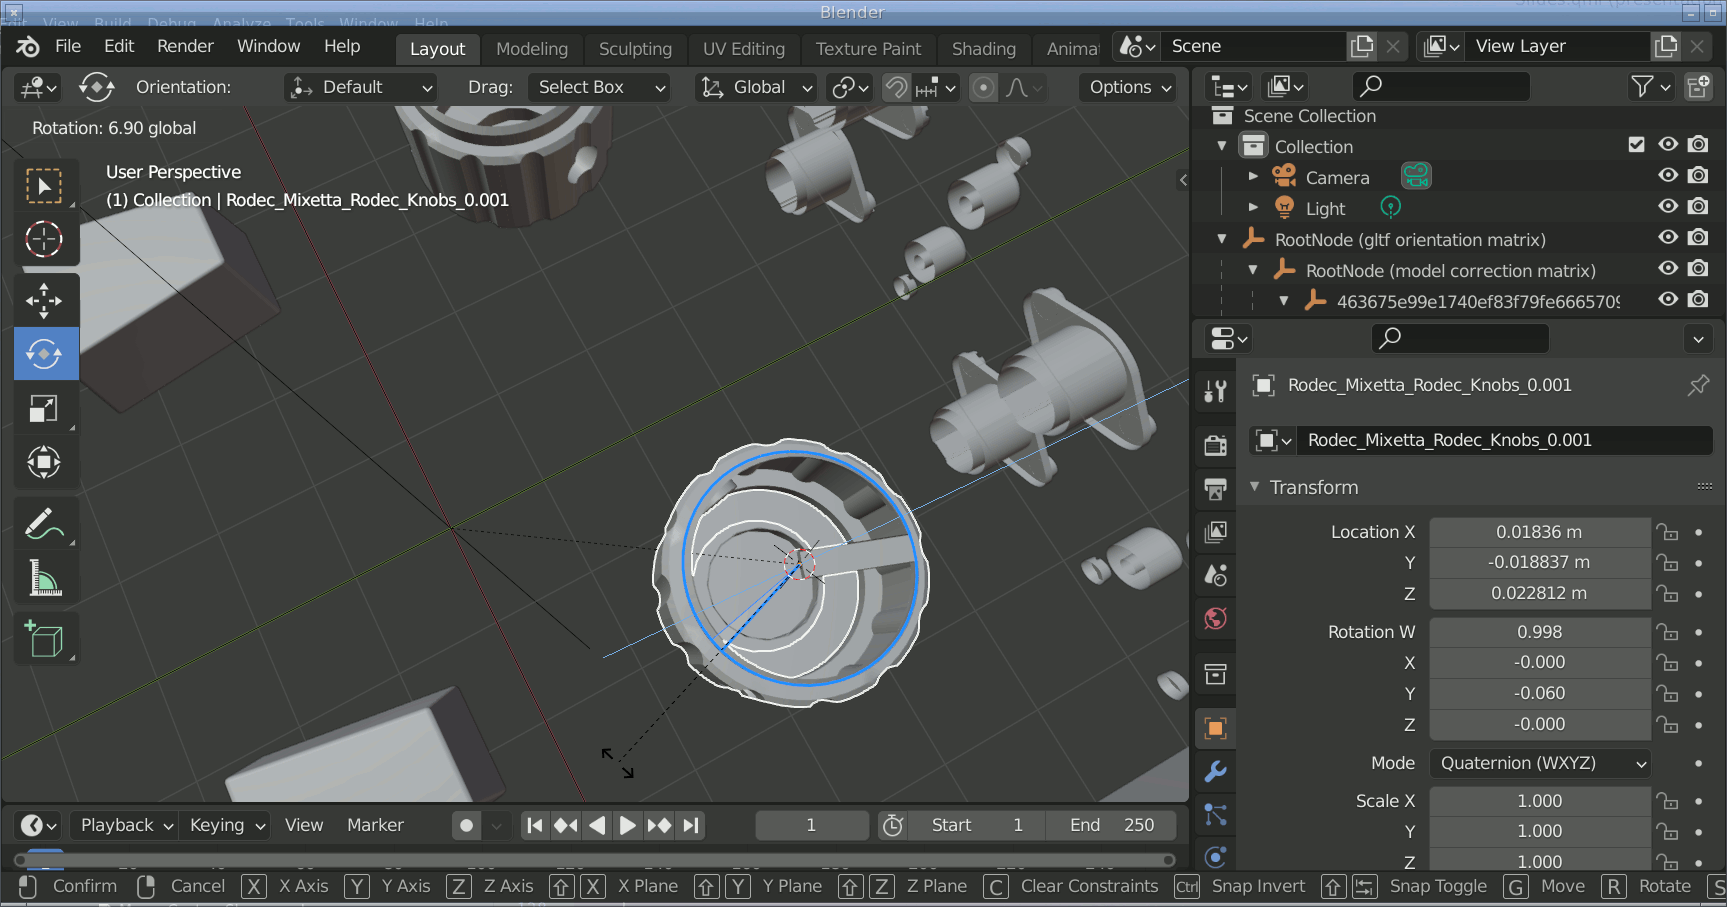 Blender
File Edit Render Window Help
Layout Modeling Sculpting UV Editing Texture Paint Shading Animat
Scene
View Layer
Orientation: Default Drag: Select Box Global Options
Rotation: 6.90 global
User Perspective
(1) Collection | Rodec_Mixetta_Rodec_Knobs_0.001
Scene Collection
Collection
Camera
Light
RootNode (gltf orientation matrix)
RootNode (model correction matrix)
463675e99e1740ef83f79fe6665709
Rodec_Mixetta_Rodec_Knobs_0.001
Rodec_Mixetta_Rodec_Knobs_0.001
Transform
Location X 0.01836 m
Y -0.018837 m
Z 0.022812 m
Rotation W 0.998
X -0.000
Y -0.060
Z -0.000
Mode Quaternion (WXYZ)
Scale X 1.000
Y 1.000
Z 1.000
Playback Keying View Marker 1 Start 1 End 250
Confirm Cancel X X Axis Y Y Axis Z Z Axis X X Plane Y Y Plane Z Z Plane C Clear Constraints Ctrl Snap Invert Snap Toggle G Move R Rotate S